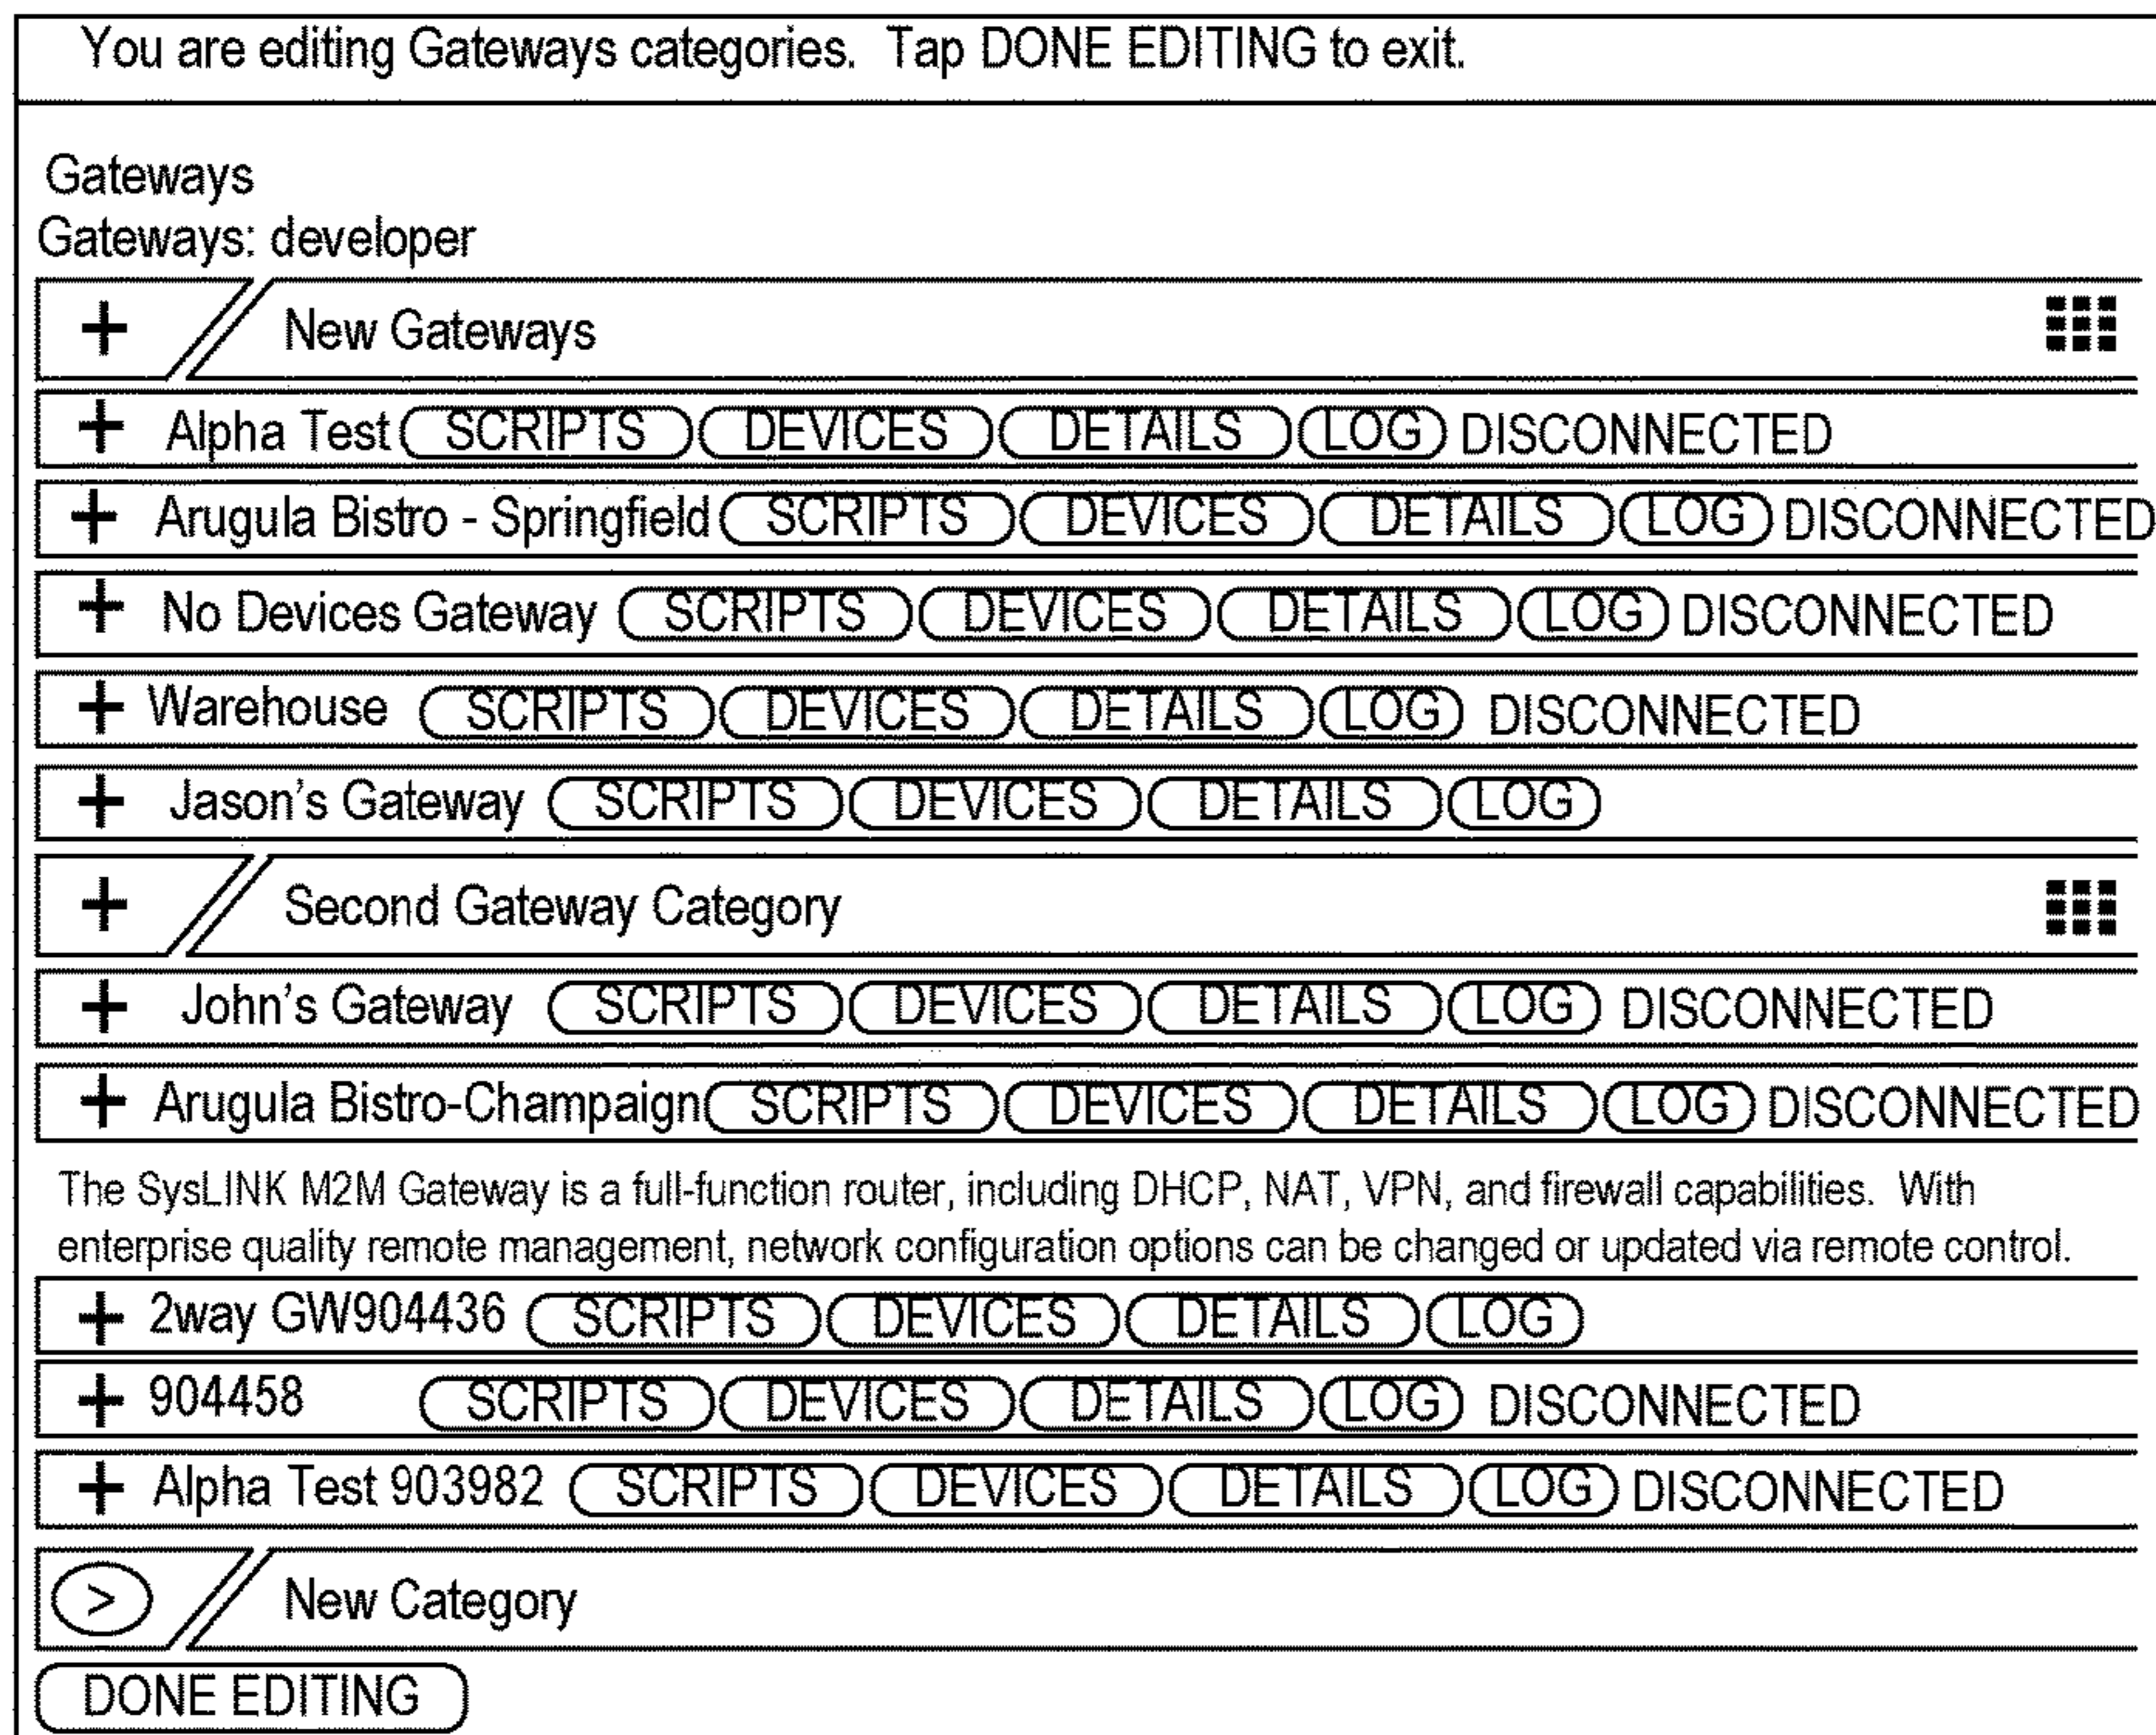 You are editing Gateways categories. Tap DONE EDITING to exit.
Gateways
Gateways: developer
+ New Gateways
+ Alpha Test SCRIPTS DEVICES DETAILS LOG DISCONNECTED
+ Arugula Bistro - Springfield SCRIPTS DEVICES DETAILS LOG DISCONNECTED
+ No Devices Gateway SCRIPTS DEVICES DETAILS LOG DISCONNECTED
+ Warehouse SCRIPTS DEVICES DETAILS LOG DISCONNECTED
+ Jason's Gateway SCRIPTS DEVICES DETAILS LOG
+ Second Gateway Category
+ John's Gateway SCRIPTS DEVICES DETAILS LOG DISCONNECTED
+ Arugula Bistro-Champaign SCRIPTS DEVICES DETAILS LOG DISCONNECTED
The SysLINK M2M Gateway is a full-function router, including DHCP, NAT, VPN, and firewall capabilities. With
enterprise quality remote management, network configuration options can be changed or updated via remote control.
+ 2way GW904436 SCRIPTS DEVICES DETAILS LOG
+ 904458 SCRIPTS DEVICES DETAILS LOG DISCONNECTED
+ Alpha Test 903982 SCRIPTS DEVICES DETAILS LOG DISCONNECTED
> New Category
DONE EDITING